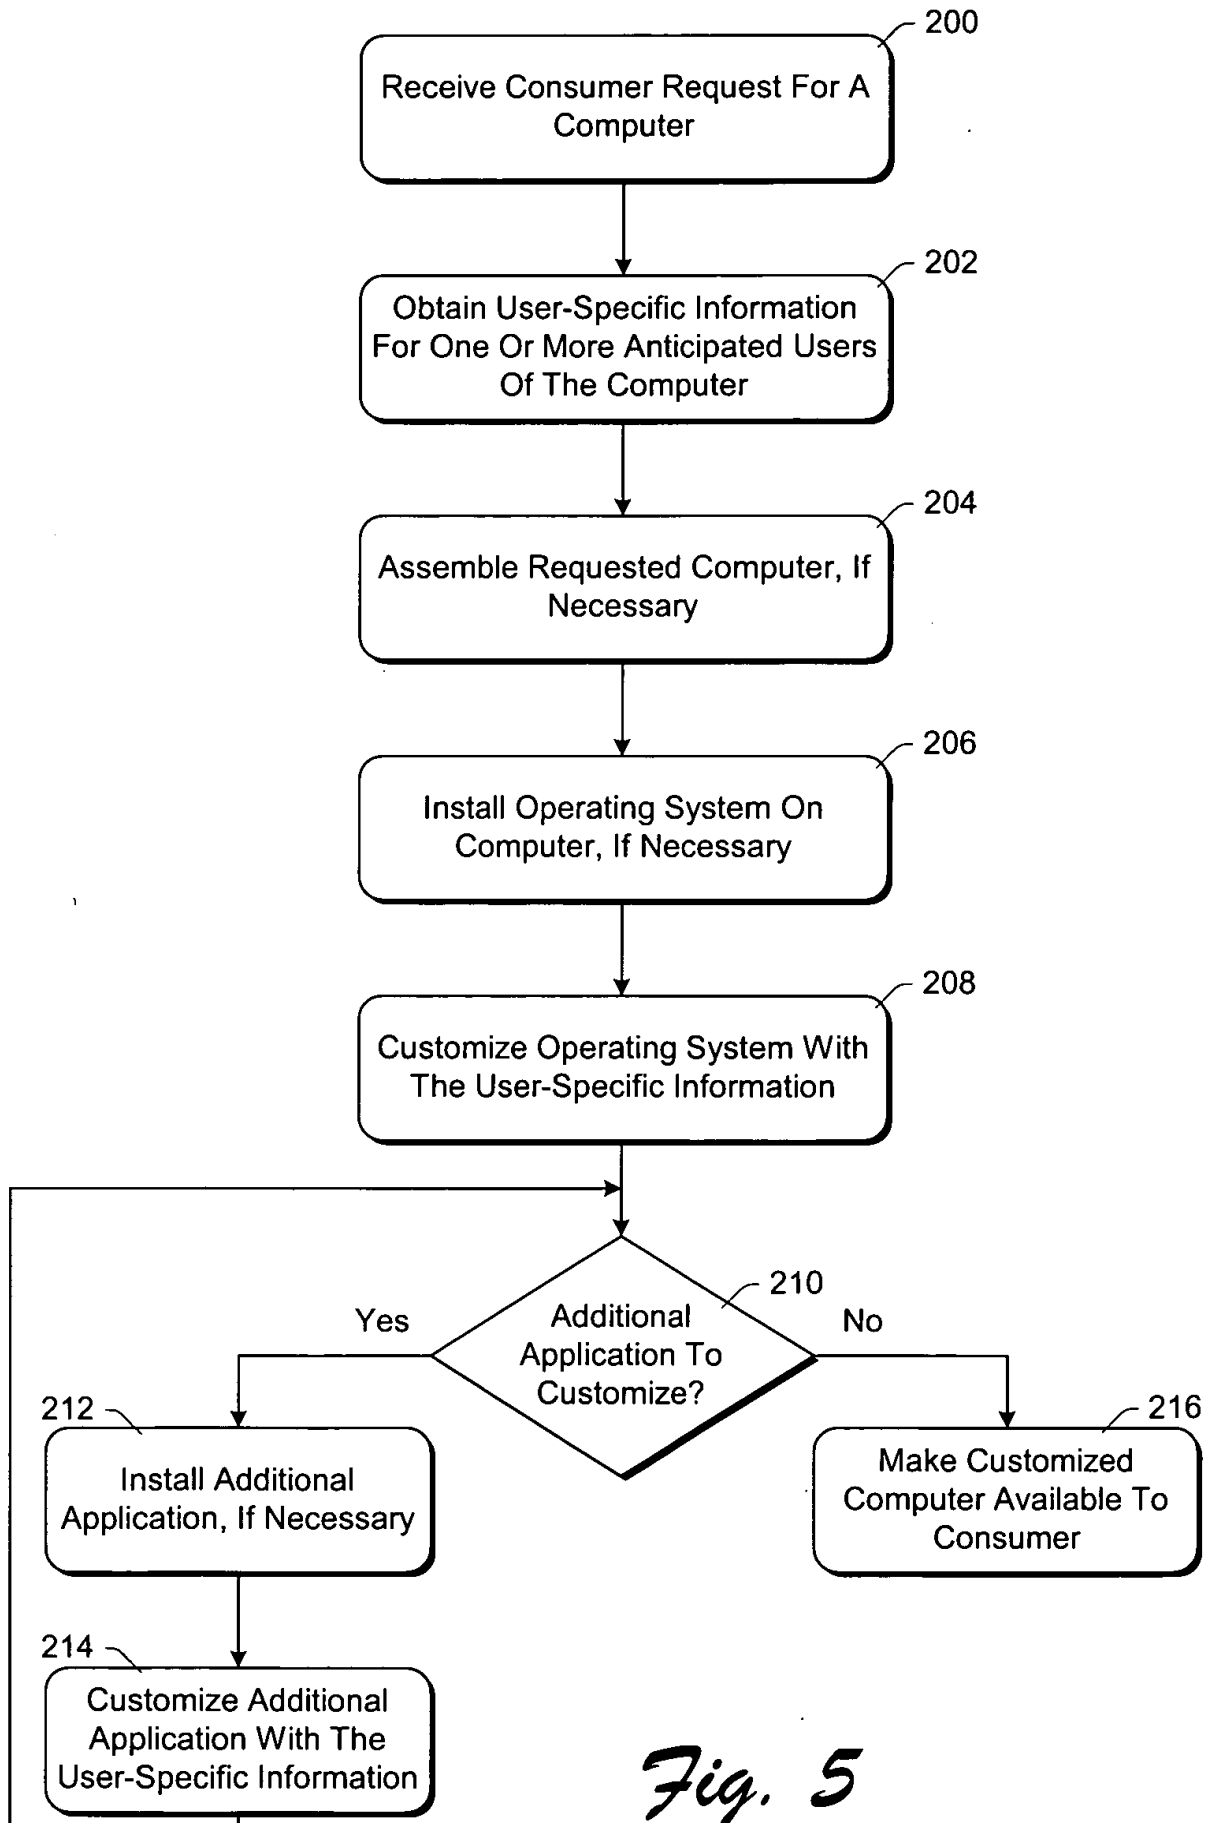 200
Receive Consumer Request For A
Computer
202
Obtain User-Specific Information
For One Or More Anticipated Users
Of The Computer
204
Assemble Requested Computer, If
Necessary
206
Install Operating System On
Computer, If Necessary
208
Customize Operating System With
The User-Specific Information
210
Additional
Application To
Customize?
Yes
No
212
Install Additional
Application, If Necessary
216
Make Customized
Computer Available To
Consumer
214
Customize Additional
Application With The
User-Specific Information
Fig. 5